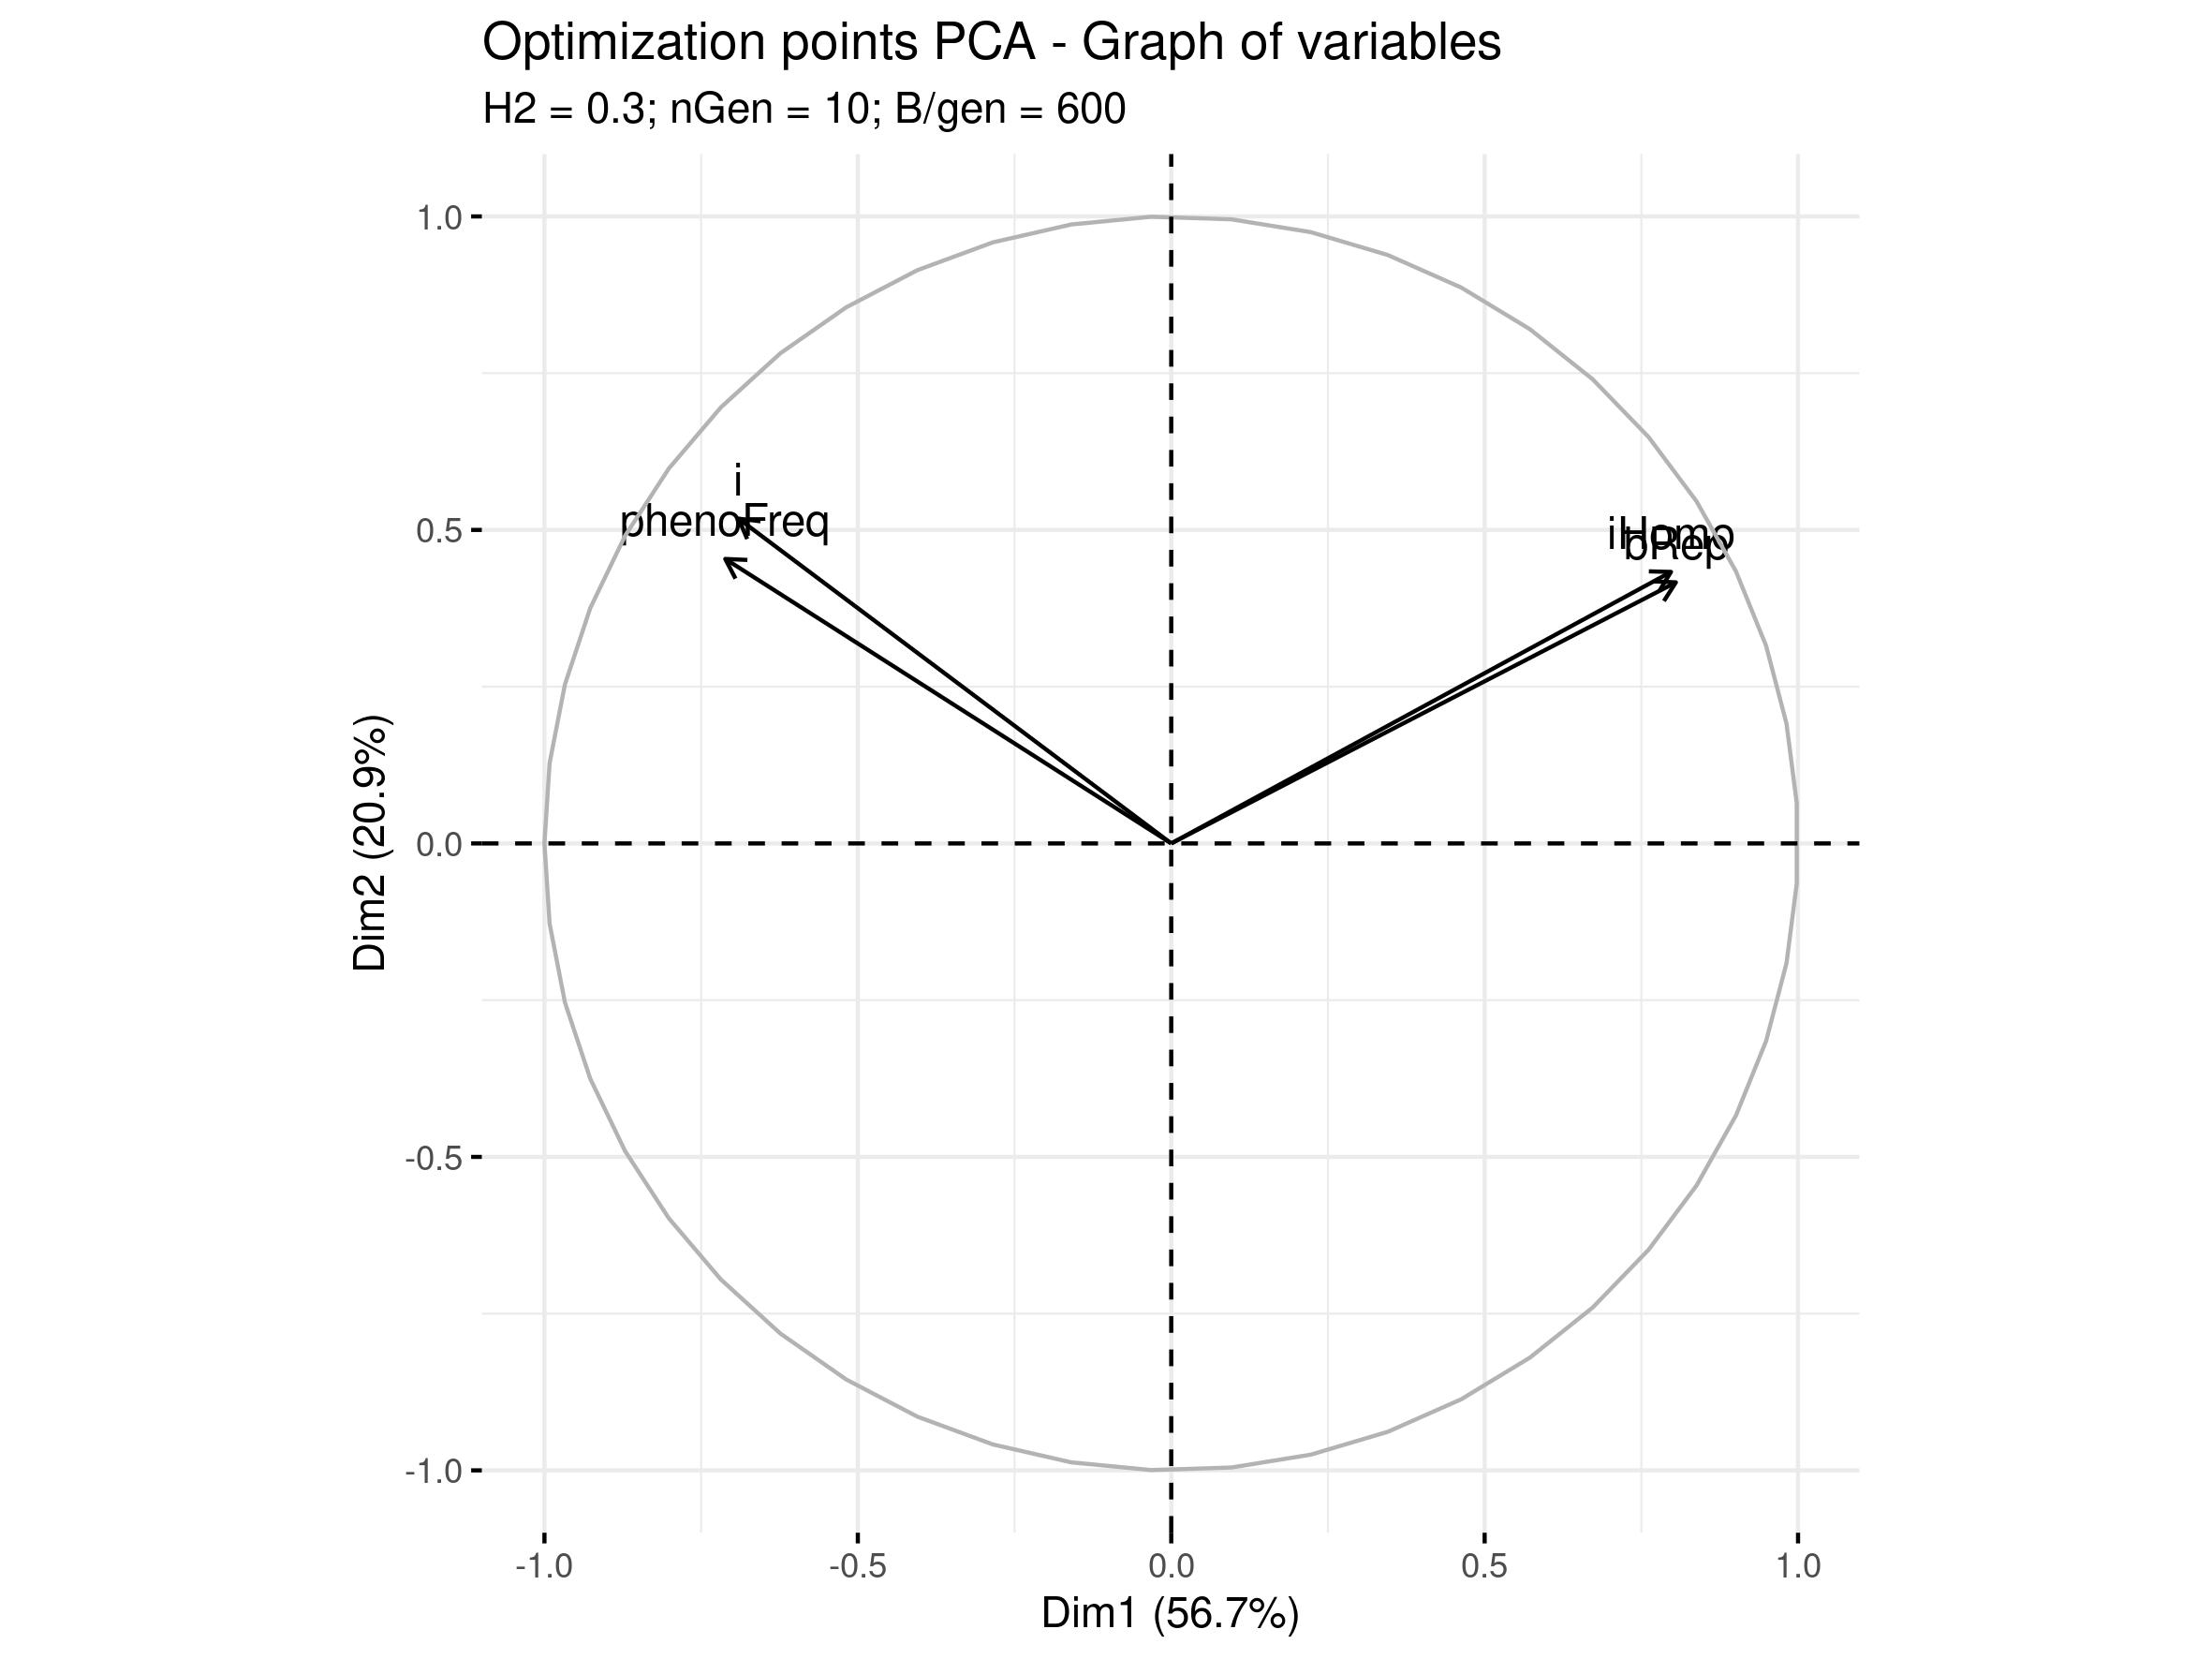 Optimization points PCA - Graph of variables
H2 = 0.3; nGen = 10; B/gen = 600
1.0
0.5
0.0
-0.5
-1.0
Dim2 (20.9%)
i
phenoFreq
iHomo
bRep
-1.0
-0.5
0.0
0.5
1.0
Dim1 (56.7%)